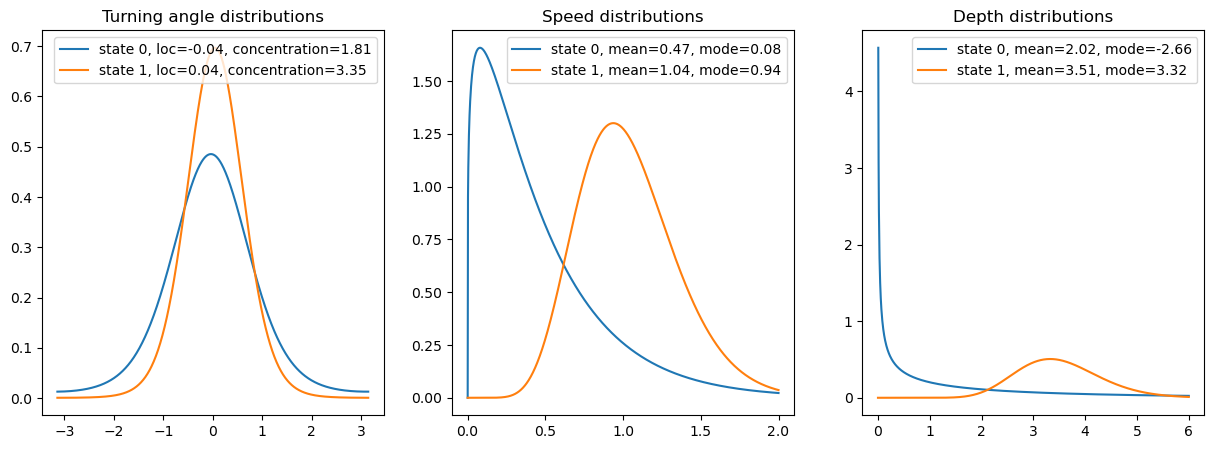 Turning angle distributions
state 0, loc=-0.04, concentration=1.81
state 1, loc=0.04, concentration=3.35
0.7
0.6
0.5
0.4
0.3
0.2
0.1
0.0
−3 −2 −1 0 1 2 3
Speed distributions
state 0, mean=0.47, mode=0.08
state 1, mean=1.04, mode=0.94
1.50
1.25
1.00
0.75
0.50
0.25
0.00
0.0 0.5 1.0 1.5 2.0
Depth distributions
state 0, mean=2.02, mode=-2.66
state 1, mean=3.51, mode=3.32
4
3
2
1
0
0 1 2 3 4 5 6